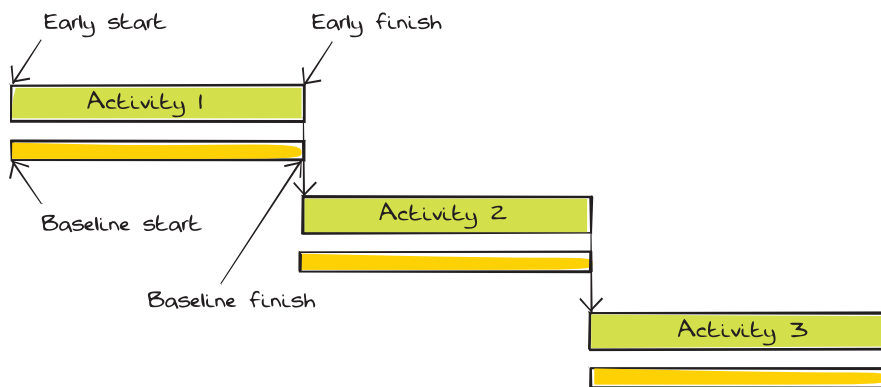 Early start
Early finish
Activity 1
Baseline start
Activity 2
Baseline finish
Activity 3